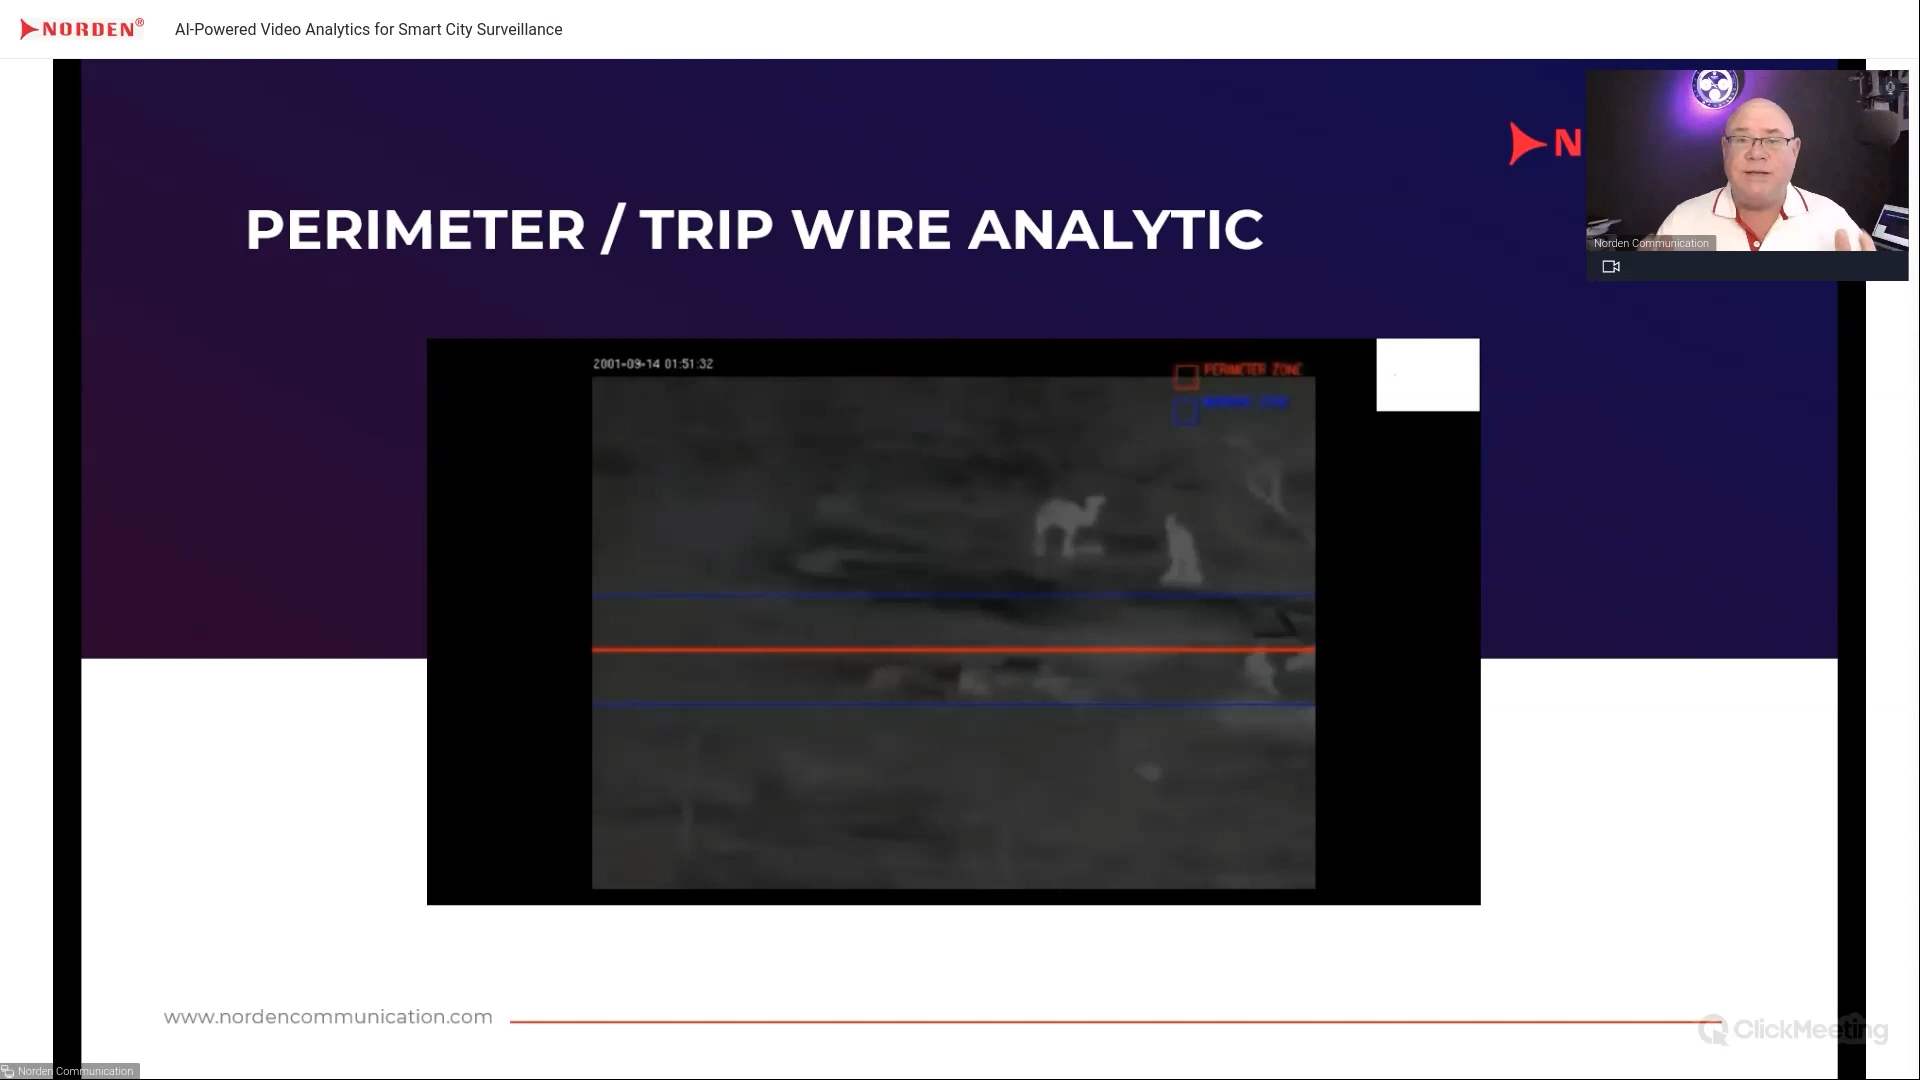 NORDEN®
AI-Powered Video Analytics for Smart City Surveillance
N
PERIMETER / TRIP WIRE ANALYTIC
Norden Communication
2001-09-14 01:51:32
PERIMETER ZONE
www.nordencommunication.com
ClickMeeting
Norden Communication